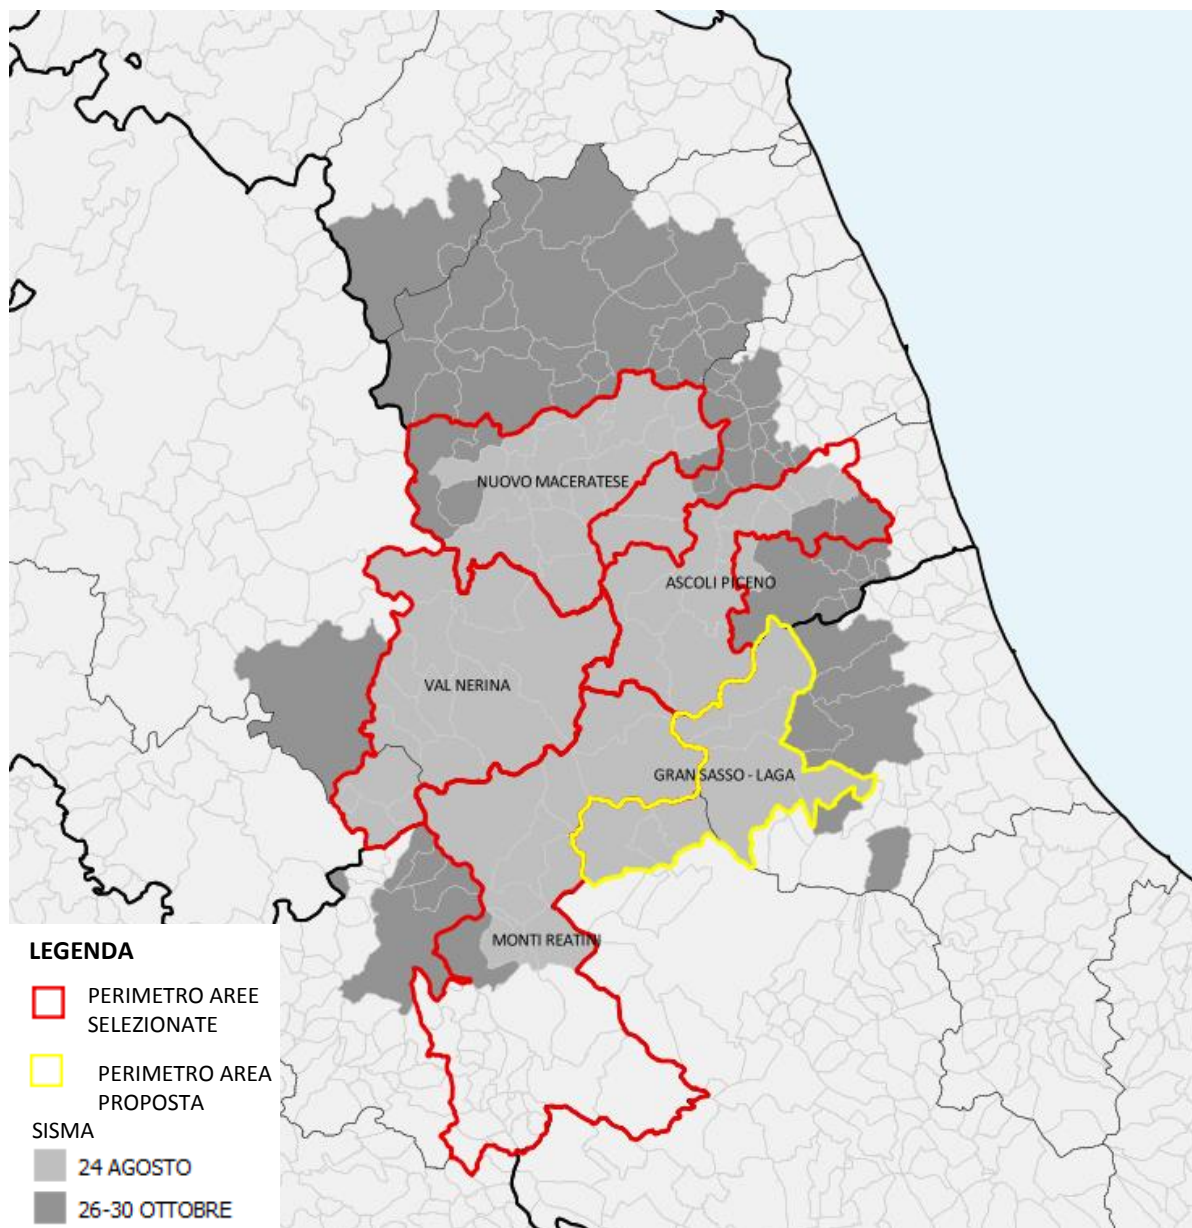 NUOVO MACERATESE
ASCOLI PICENO
VAL NERINA
GRAN SASSO - LAGA
MONTI REATINI
LEGENDA
PERIMETRO AREE
SELEZIONATE
PERIMETRO AREA
PROPOSTA
SISMA
24 AGOSTO
26-30 OTTOBRE